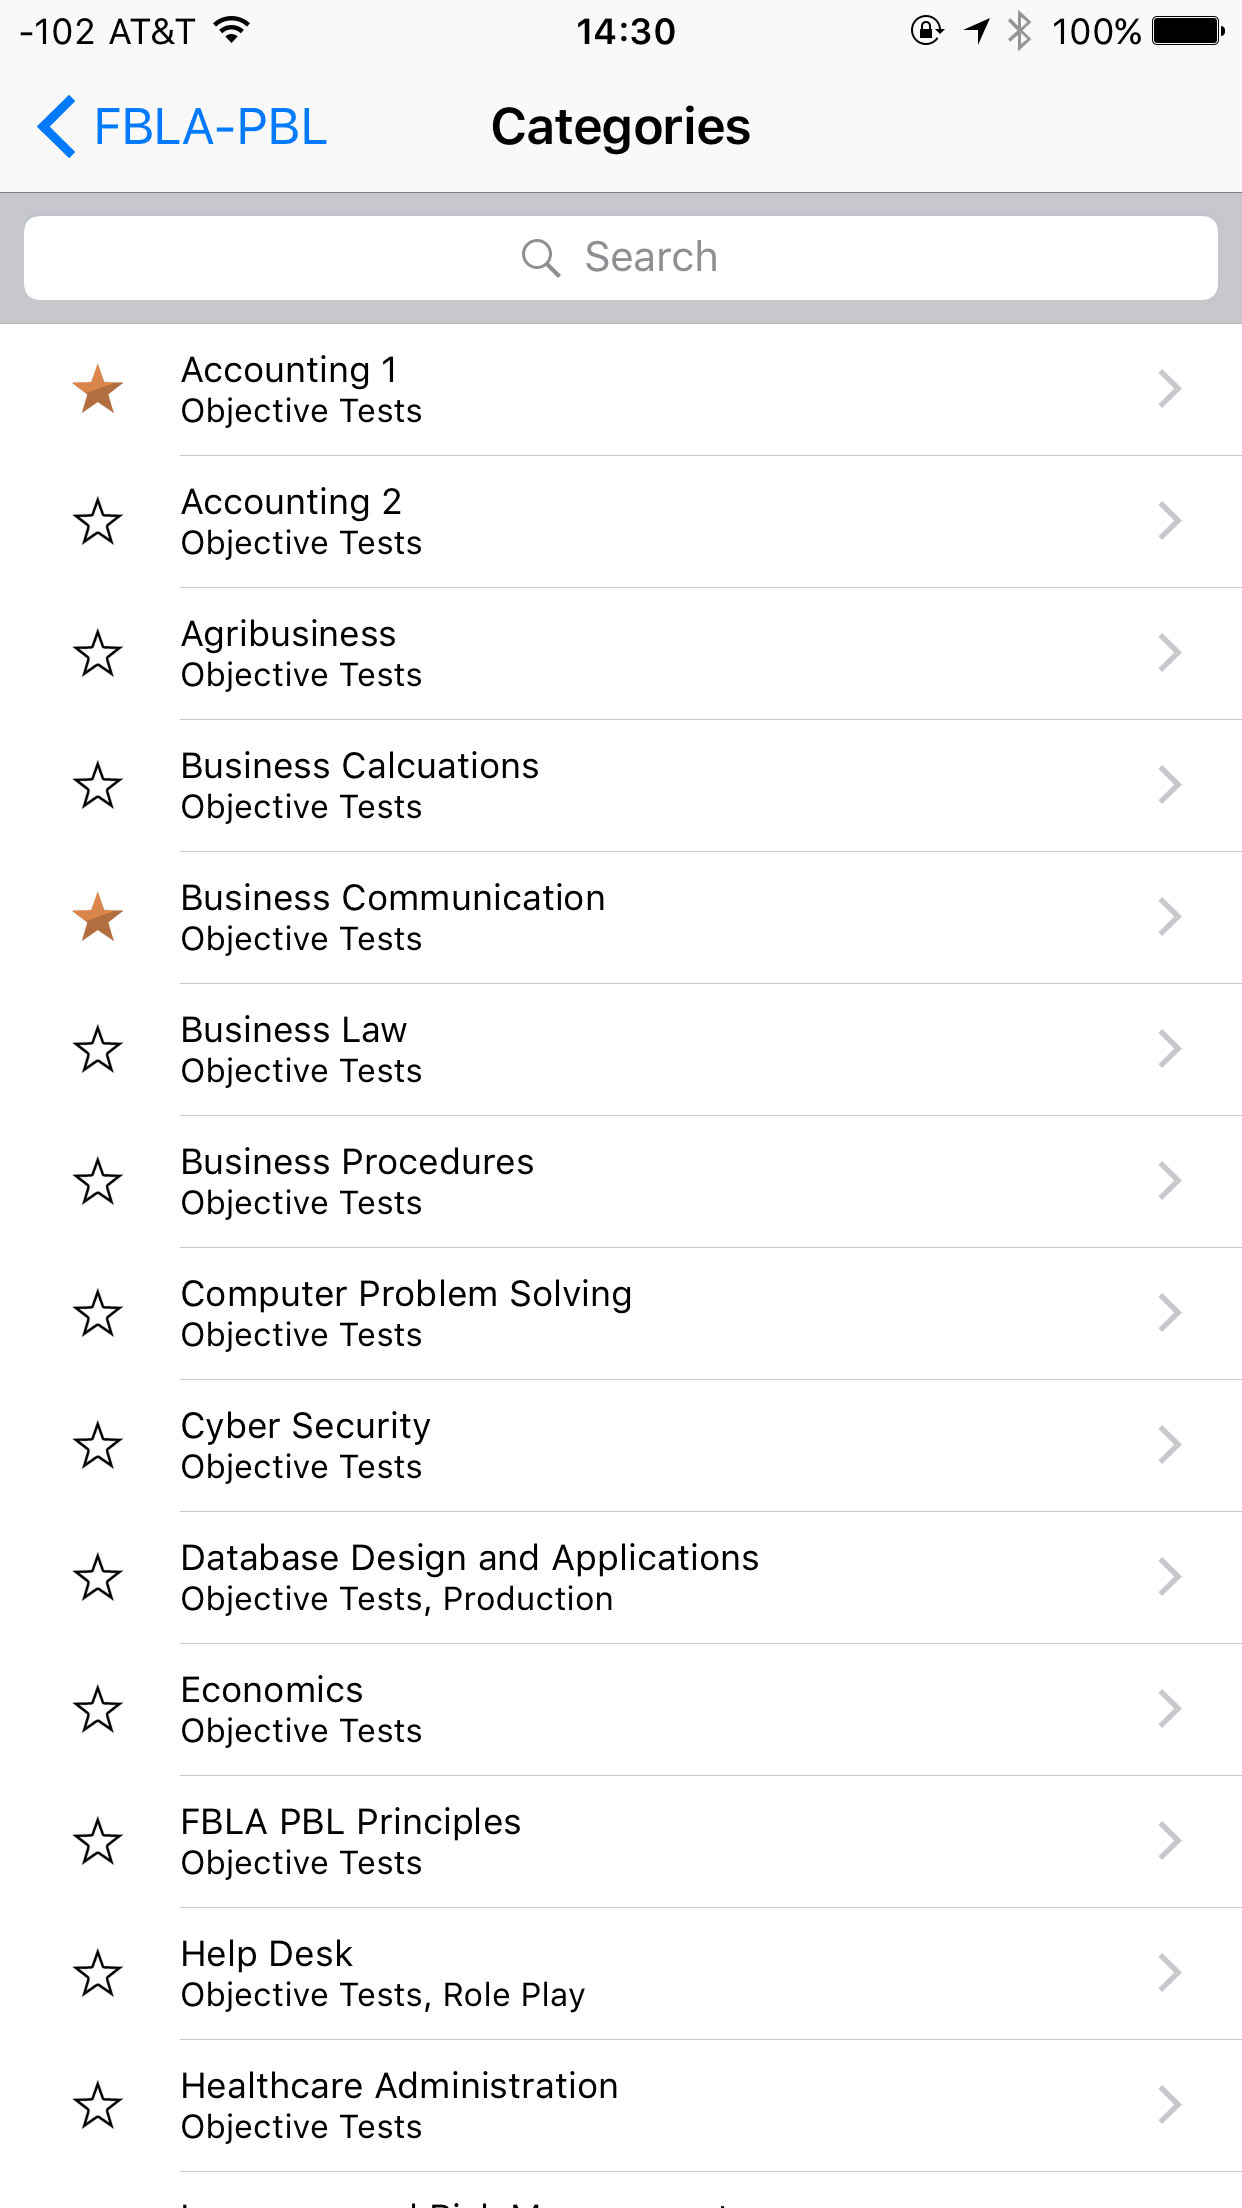 -102 AT&T 14:30 100%
FBLA-PBL Categories
Search
Accounting 1
Objective Tests
Accounting 2
Objective Tests
Agribusiness
Objective Tests
Business Calcuations
Objective Tests
Business Communication
Objective Tests
Business Law
Objective Tests
Business Procedures
Objective Tests
Computer Problem Solving
Objective Tests
Cyber Security
Objective Tests
Database Design and Applications
Objective Tests, Production
Economics
Objective Tests
FBLA PBL Principles
Objective Tests
Help Desk
Objective Tests, Role Play
Healthcare Administration
Objective Tests